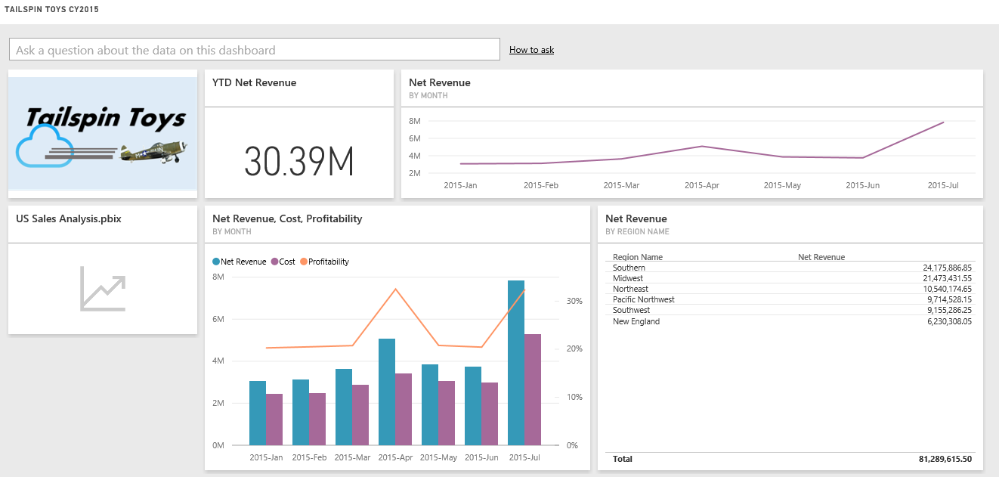 TAILSPIN TOYS CY2015
Ask a question about the data on this dashboard
How to ask
Tailspin Toys
YTD Net Revenue
30.39M
Net Revenue
BY MONTH
8M
6M
4M
2M
2015-Jan 2015-Feb 2015-Mar 2015-Apr 2015-May 2015-Jun 2015-Jul
US Sales Analysis.pbix
Net Revenue, Cost, Profitability
BY MONTH
Net Revenue Cost Profitability
8M
6M
4M
2M
0M
30%
20%
10%
0%
2015-Jan 2015-Feb 2015-Mar 2015-Apr 2015-May 2015-Jun 2015-Jul
Net Revenue
BY REGION NAME
Region Name Net Revenue
Southern 24,175,886.85
Midwest 21,473,431.55
Northeast 10,540,174.65
Pacific Northwest 9,714,528.15
Southwest 9,155,286.25
New England 6,230,308.05
Total 81,289,615.50